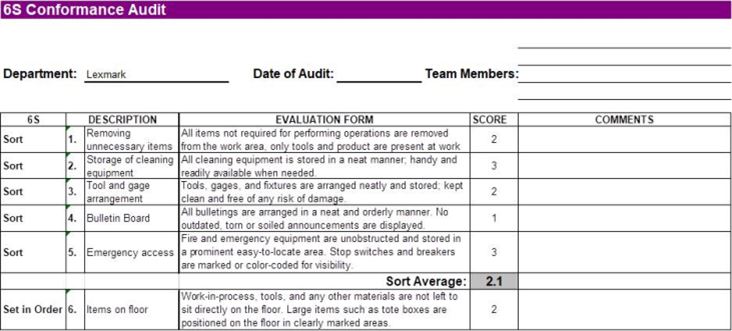 6S Conformance Audit
Department: Lexmark Date of Audit: Team Members:
6S DESCRIPTION EVALUATION FORM SCORE COMMENTS
Sort 1. Removing unnecessary items All items not required for performing operations are removed from the work area, only tools and product are present at work 2
Sort 2. Storage of cleaning equipment All cleaning equipment is stored in a neat manner; handy and readily available when needed. 3
Sort 3. Tool and gage arrangement Tools, gages, and fixtures are arranged neatly and stored; kept clean and free of any risk of damage. 2
Sort 4. Bulletin Board All bulletings are arranged in a neat and orderly manner. No outdated, torn or soiled announcements are displayed. 1
Sort 5. Emergency access Fire and emergency equipment are unobstructed and stored in a prominent easy-to-locate area. Stop switches and breakers are marked or color-coded for visibility. 3
Sort Average: 2.1
Set in Order 6. Items on floor Work-in-process, tools, and any other materials are not left to sit directly on the floor. Large items such as tote boxes are positioned on the floor in clearly marked areas. 2